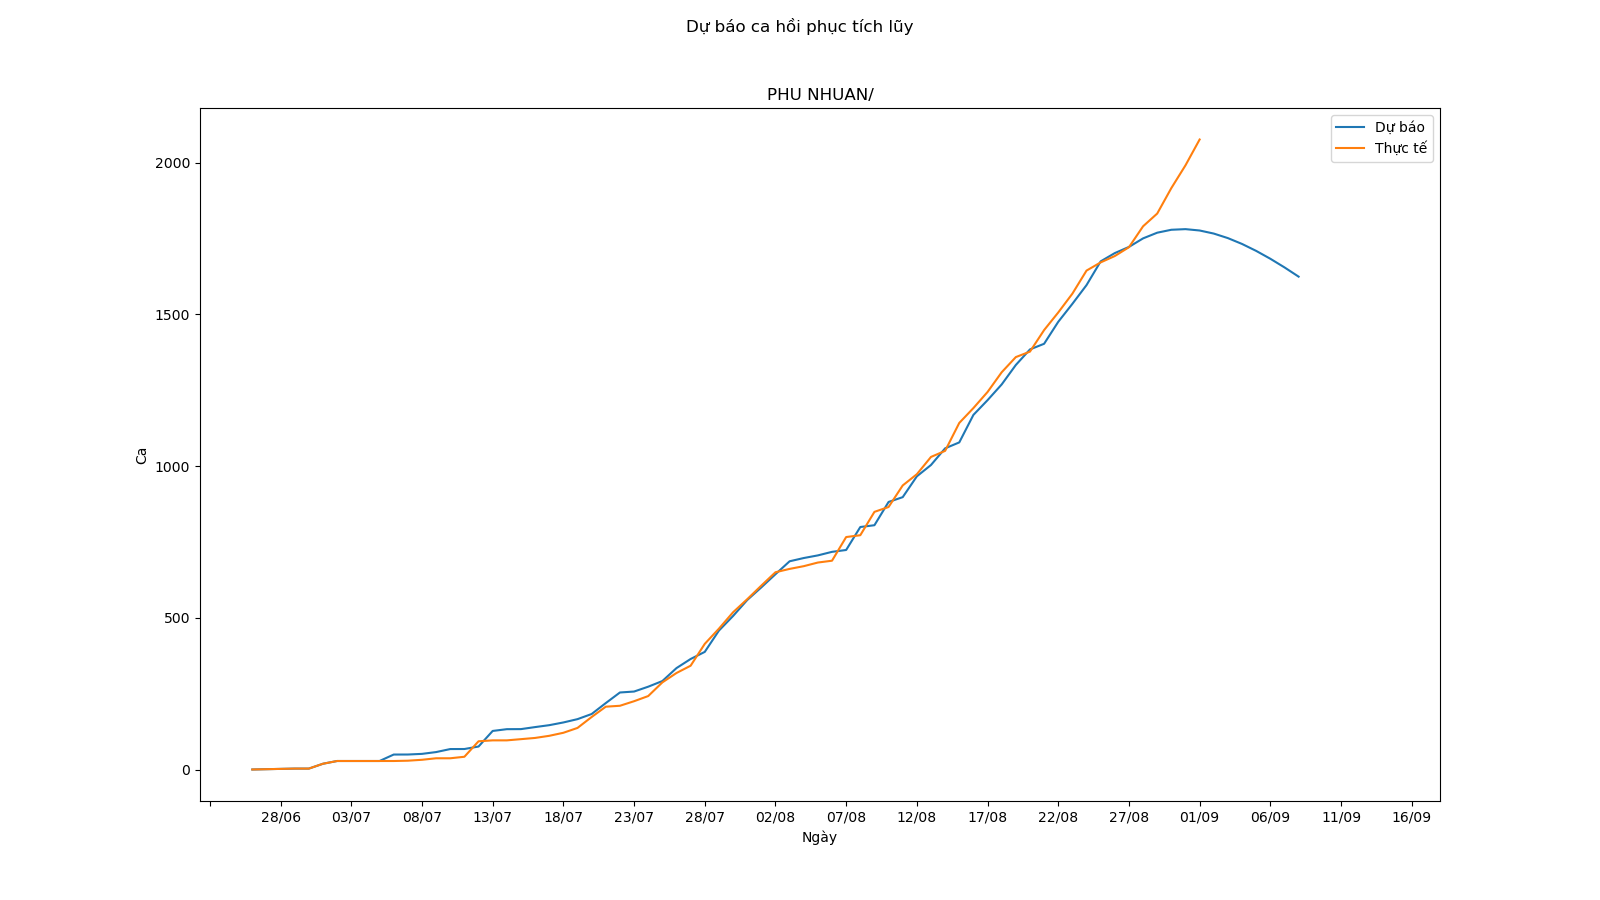 Dự báo ca hồi phục tích lũy
PHU NHUAN/
Dự báo
Thực tế
2000
1500
1000
500
0
Ca
28/06 03/07 08/07 13/07 18/07 23/07 28/07 02/08 07/08 12/08 17/08 22/08 27/08 01/09 06/09 11/09 16/09
Ngày